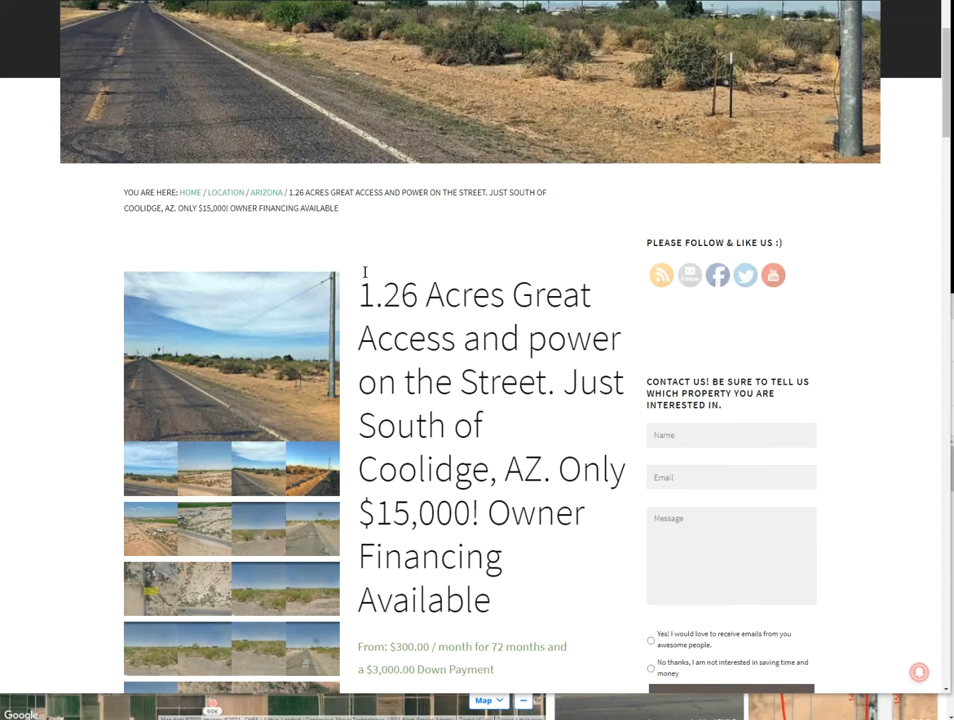 YOU ARE HERE: HOME / LOCATION / ARIZONA / 1.26 ACRES GREAT ACCESS AND POWER ON THE STREET. JUST SOUTH OF
COOLIDGE, AZ. ONLY $15,000! OWNER FINANCING AVAILABLE
1.26 Acres Great
Access and power
on the Street. Just
South of
Coolidge, AZ. Only
$15,000! Owner
Financing
Available
From: $300.00 / month for 72 months and
a $3,000.00 Down Payment
PLEASE FOLLOW & LIKE US :)
CONTACT US! BE SURE TO TELL US
WHICH PROPERTY YOU ARE
INTERESTED IN.
Name
Email
Message
Yes! I would love to receive emails from you
awesome people.
No thanks, I am not interested in saving time and
money
Google
Map